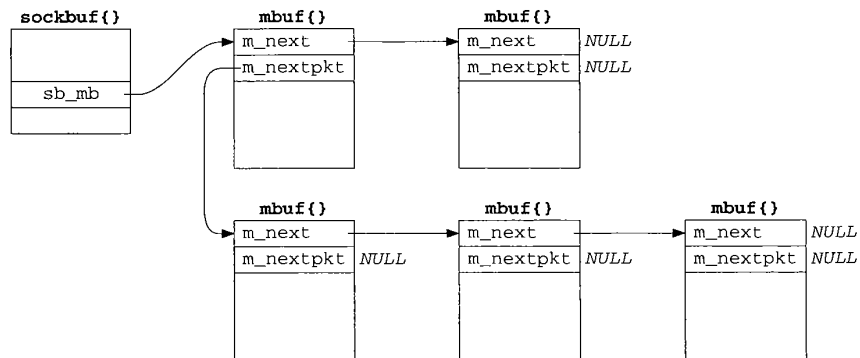 sockbuf{} mbuf{} mbuf{}
m_next m_next NULL
m_nextpkt m_nextpkt NULL
sb_mb
mbuf{} mbuf{} mbuf{}
m_next m_next m_next NULL
m_nextpkt NULL m_nextpkt NULL m_nextpkt NULL